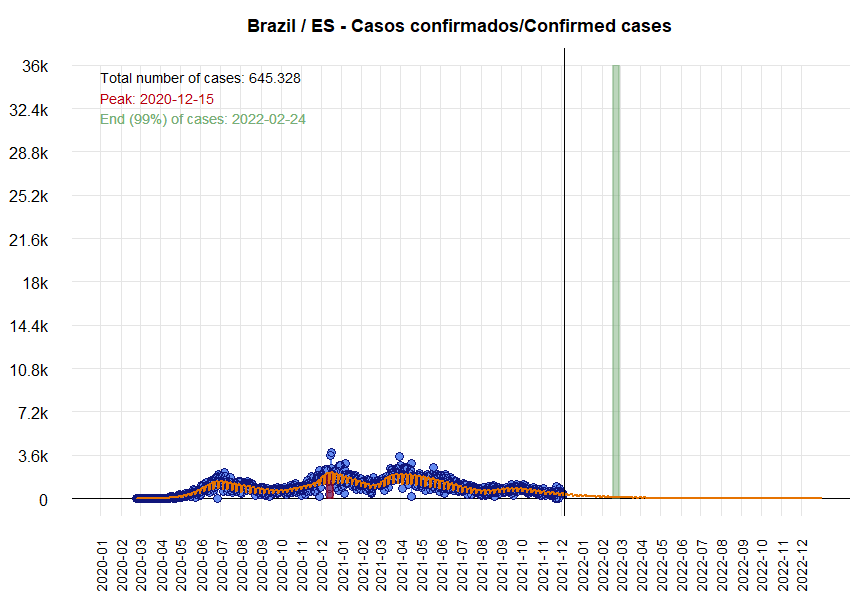 Brazil / ES - Casos confirmados/Confirmed cases
36k
Total number of cases: 645.328
Peak: 2020-12-15
32.4k
End (99%) of cases: 2022-02-24
28.8k
25.2k
21.6k
18k
14.4k
10.8k
7.2k
3.6k
0
2020-01
2020-02
2020-03
2020-04
2020-05
2020-06
2020-07
2020-08
2020-09
2020-10
2020-11
2020-12
2021-01
2021-02
2021-03
2021-04
2021-05
2021-06
2021-07
2021-08
2021-09
2021-10
2021-11
2021-12
2022-01
2022-02
2022-03
2022-04
2022-05
2022-06
2022-07
2022-08
2022-09
2022-10
2022-11
2022-12